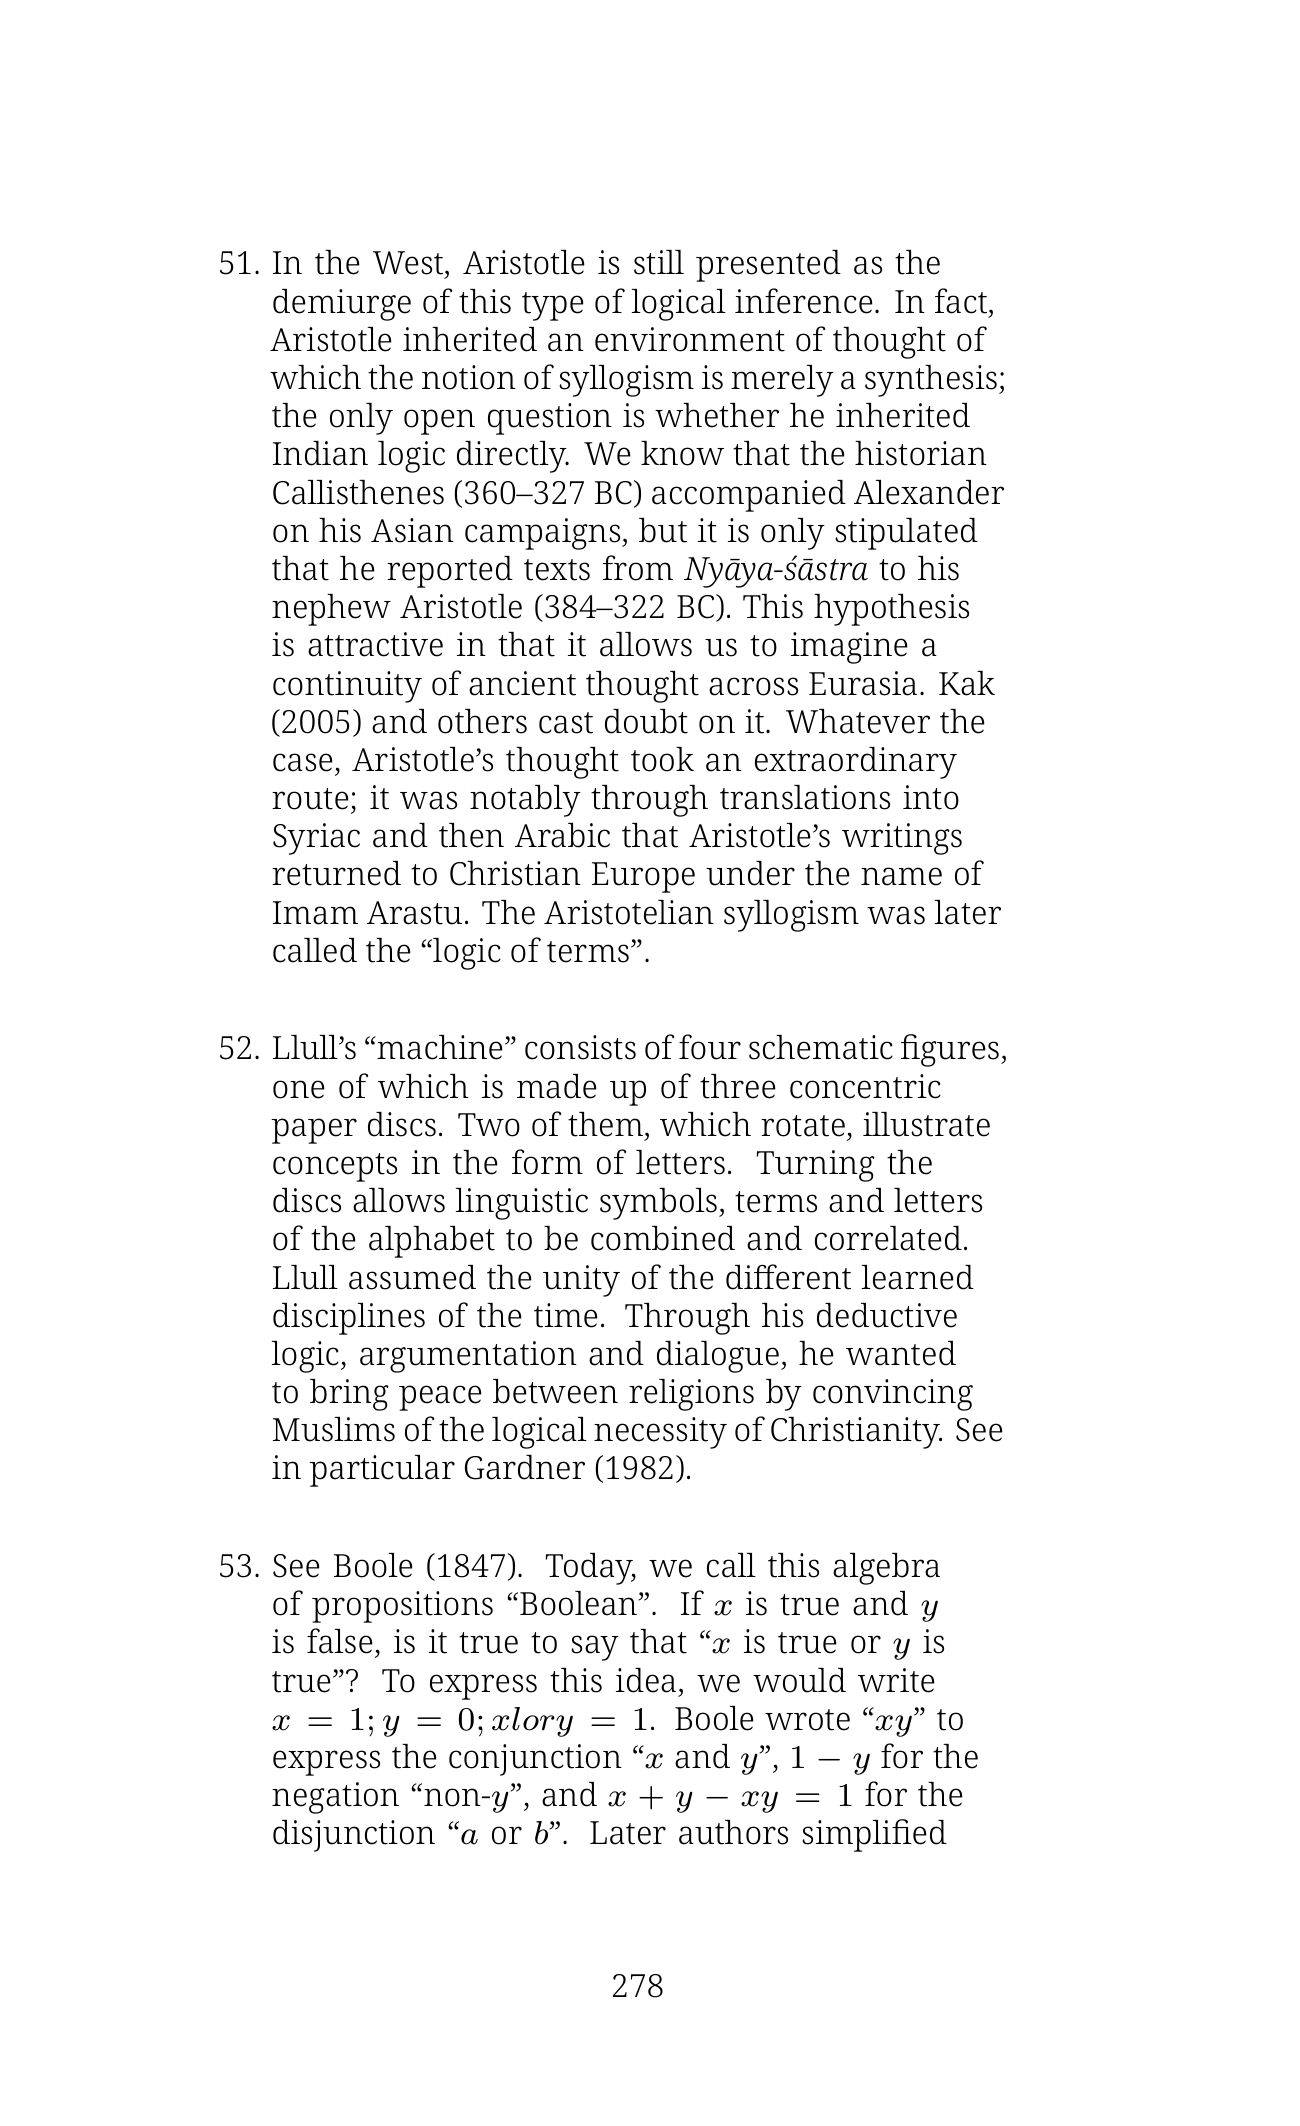 51. In the West, Aristotle is still presented as the
demiurge of this type of logical inference. In fact,
Aristotle inherited an environment of thought of
which the notion of syllogism is merely a synthesis;
the only open question is whether he inherited
Indian logic directly. We know that the historian
Callisthenes (360–327 BC) accompanied Alexander
on his Asian campaigns, but it is only stipulated
that he reported texts from Nyāya-śāstra to his
nephew Aristotle (384–322 BC). This hypothesis
is attractive in that it allows us to imagine a
continuity of ancient thought across Eurasia. Kak
(2005) and others cast doubt on it. Whatever the
case, Aristotle’s thought took an extraordinary
route; it was notably through translations into
Syriac and then Arabic that Aristotle’s writings
returned to Christian Europe under the name of
Imam Arastu. The Aristotelian syllogism was later
called the “logic of terms”.
52. Llull’s “machine” consists of four schematic figures,
one of which is made up of three concentric
paper discs. Two of them, which rotate, illustrate
concepts in the form of letters. Turning the
discs allows linguistic symbols, terms and letters
of the alphabet to be combined and correlated.
Llull assumed the unity of the different learned
disciplines of the time. Through his deductive
logic, argumentation and dialogue, he wanted
to bring peace between religions by convincing
Muslims of the logical necessity of Christianity. See
in particular Gardner (1982).
53. See Boole (1847). Today, we call this algebra
of propositions “Boolean”. If x is true and y
is false, is it true to say that “x is true or y is
true”? To express this idea, we would write
x = 1; y = 0; xlory = 1. Boole wrote “xy” to
express the conjunction “x and y”, 1 − y for the
negation “non-y”, and x + y − xy = 1 for the
disjunction “a or b”. Later authors simplified
278